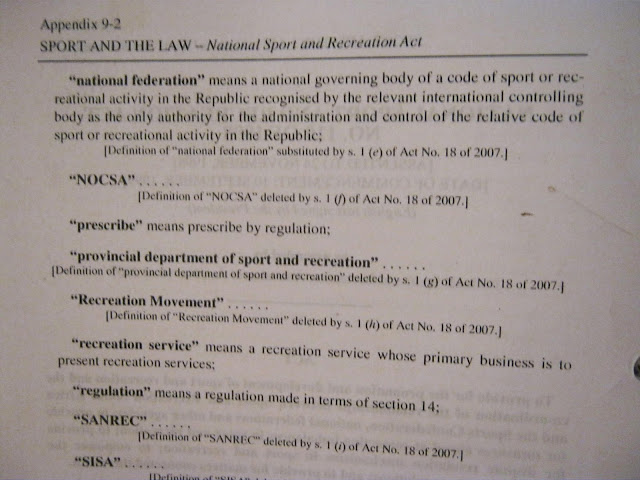 Appendix 9-2
SPORT AND THE LAW – National Sport and Recreation Act
"national federation" means a national governing body of a code of sport or rec-
reational activity in the Republic recognised by the relevant international controlling
body as the only authority for the administration and control of the relative code of
sport or recreational activity in the Republic;
[Definition of "national federation" substituted by s. 1 (e) of Act No. 18 of 2007.]
"NOCSA" . . . . . .
[Definition of "NOCSA" deleted by s. 1 (f) of Act No. 18 of 2007.]
"prescribe" means prescribe by regulation;
"provincial department of sport and recreation" . . . . . .
[Definition of "provincial department of sport and recreation" deleted by s. 1 (g) of Act No. 18 of 2007.]
"Recreation Movement" . . . . . .
[Definition of "Recreation Movement" deleted by s. 1 (h) of Act No. 18 of 2007.]
"recreation service" means a recreation service whose primary business is to
present recreation services;
"regulation" means a regulation made in terms of section 14;
"SANREC" . . . . . .
[Definition of "SANREC" deleted by s. 1 (i) of Act No. 18 of 2007.]
"SISA" . . . . . .
[Definition of "SISA"